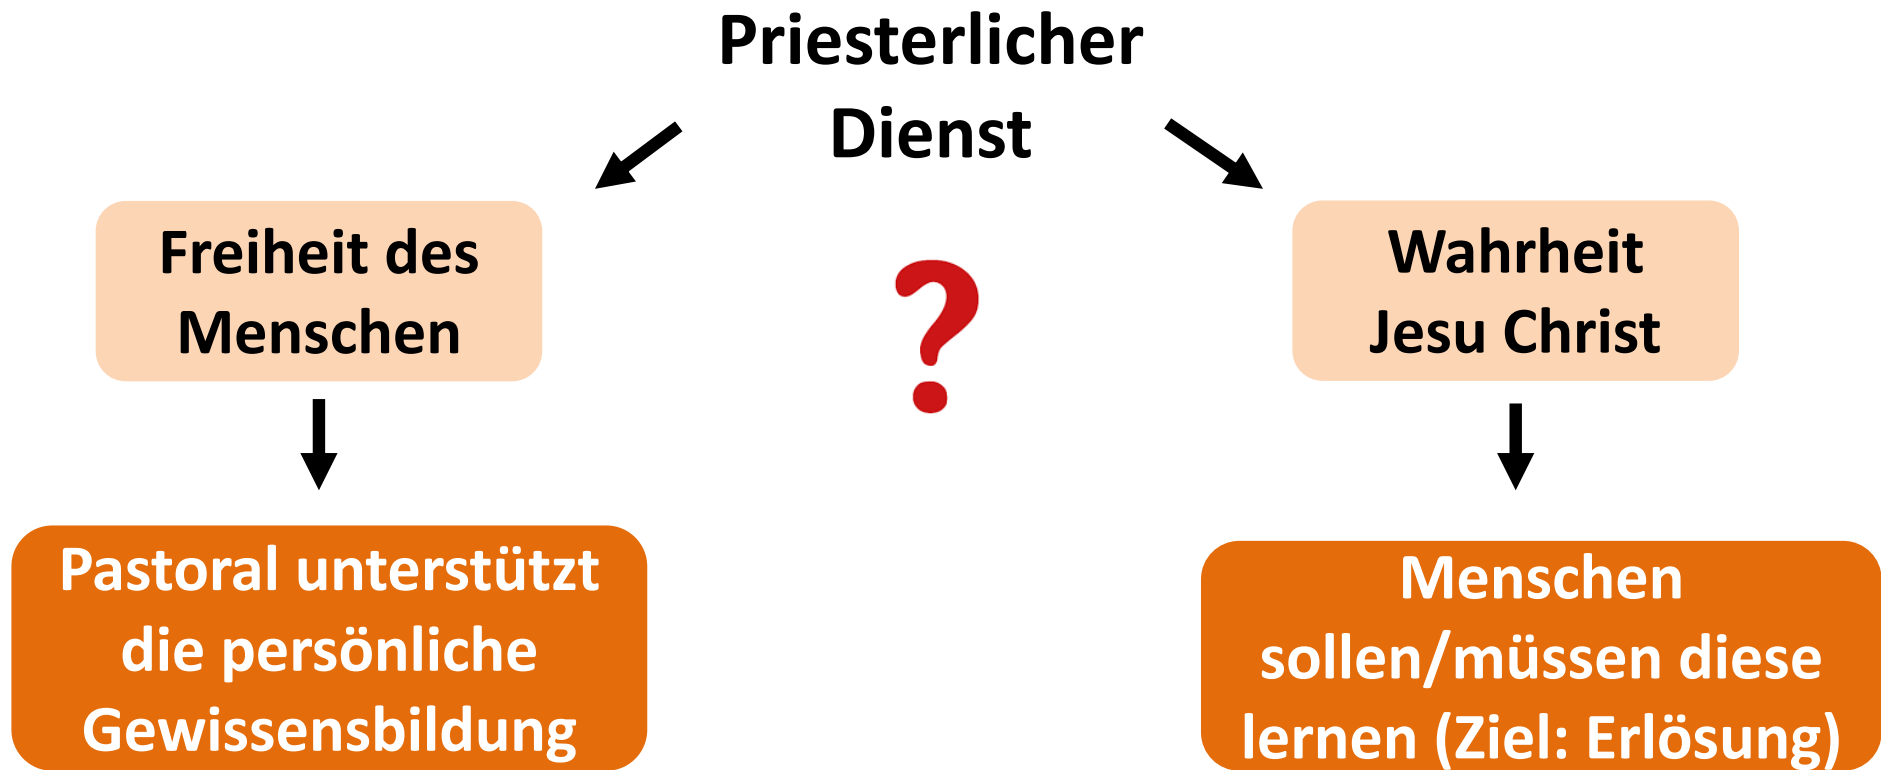 Priesterlicher
Dienst
Freiheit des
Menschen
?
Wahrheit
Jesu Christ
Pastoral unterstützt
die persönliche
Gewissensbildung
Menschen
sollen/müssen diese
lernen (Ziel: Erlösung)